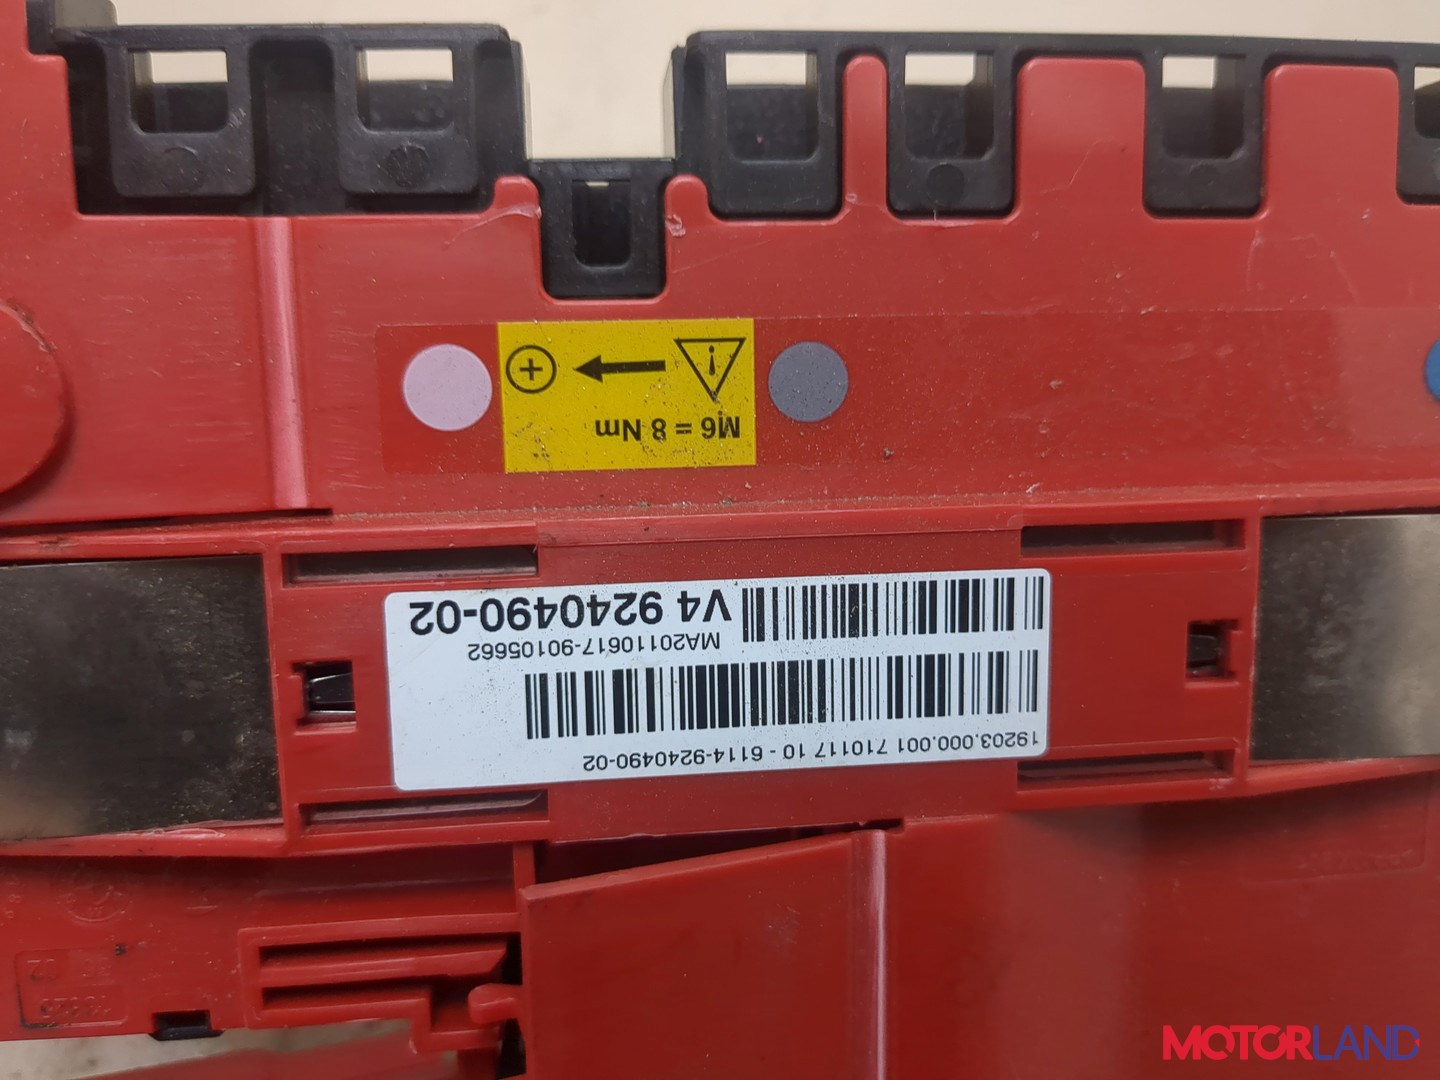 M6 = 8 Nm
V4 9240490-02
MA20110617-90105662
19203.000.001 710117 10 - 6114-9240490-02
MOTORLAND